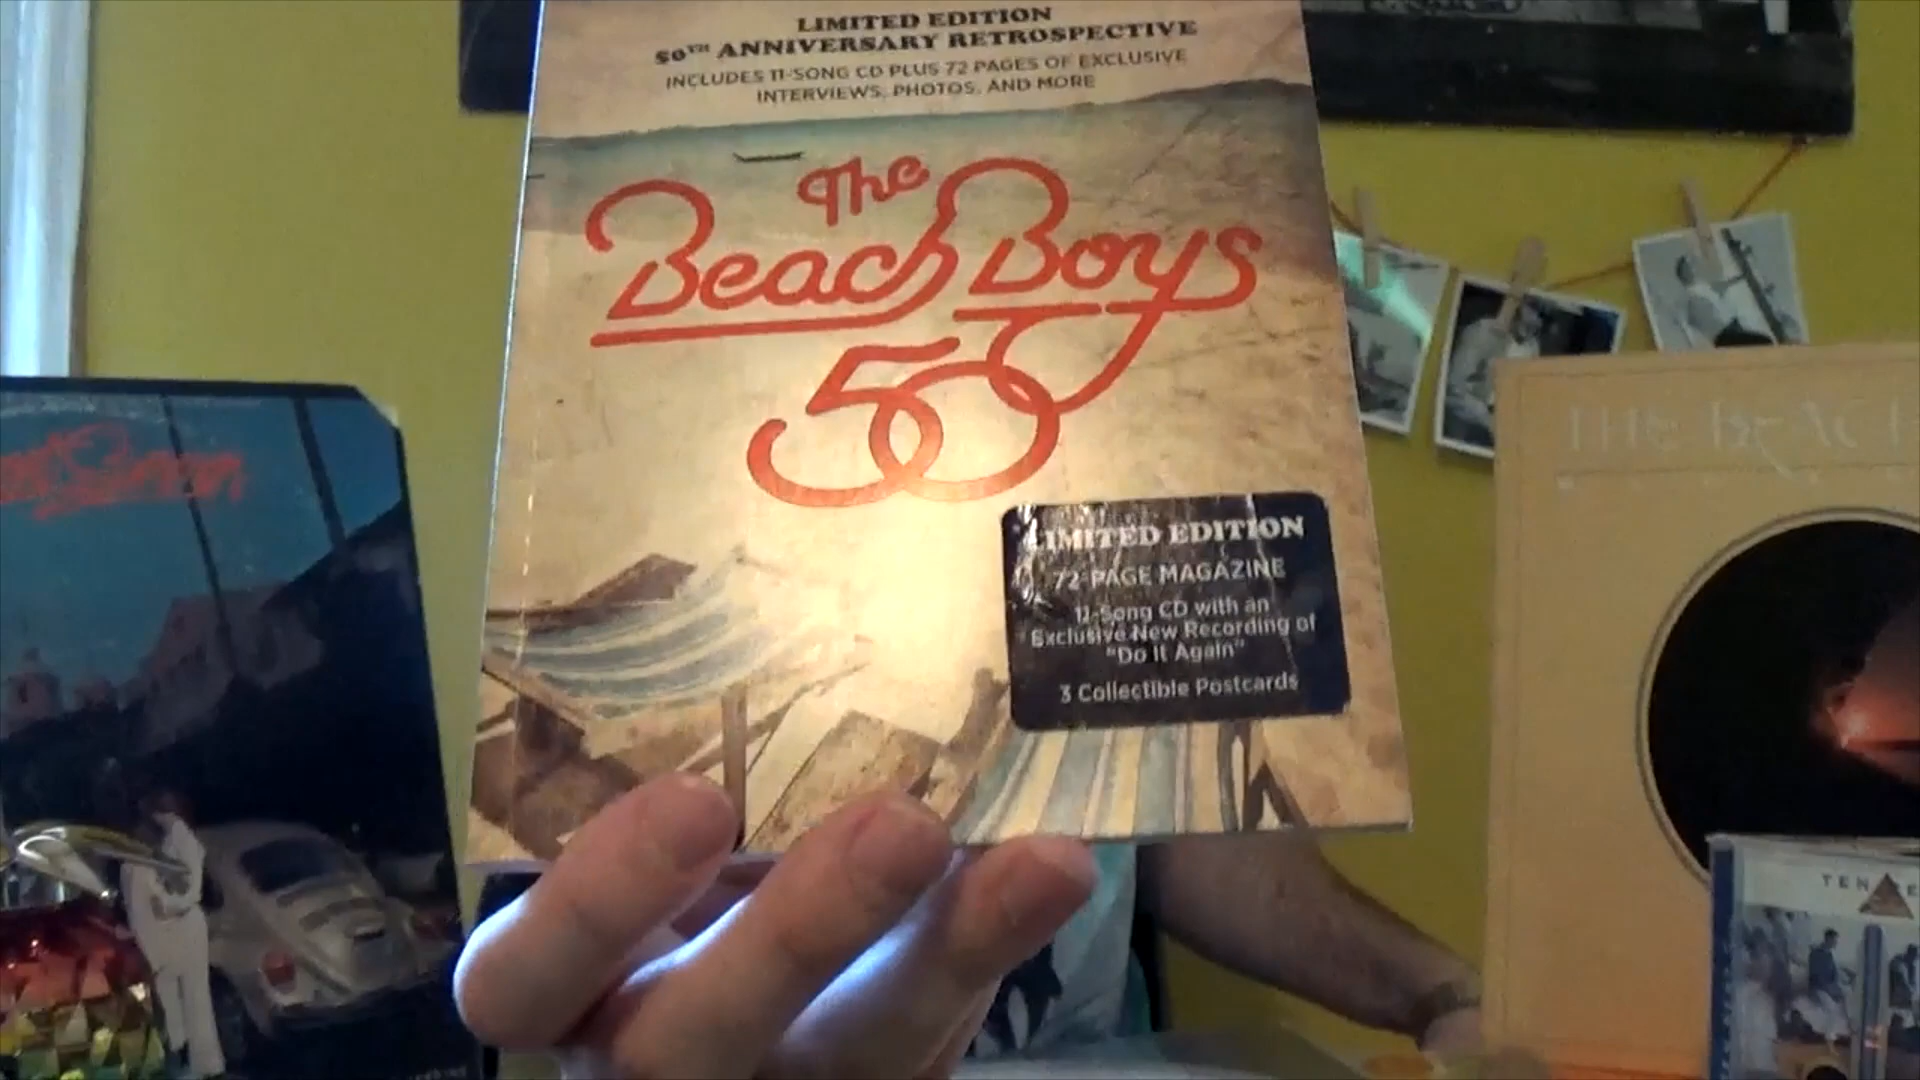 LIMITED EDITION
50TH ANNIVERSARY RETROSPECTIVE
INCLUDES 11-SONG CD PLUS 72 PAGES OF EXCLUSIVE
INTERVIEWS, PHOTOS, AND MORE
The
Beach Boys
50
LIMITED EDITION
72-PAGE MAGAZINE
11-Song CD with an
Exclusive New Recording of
"Do It Again"
3 Collectible Postcards
THE BEACH